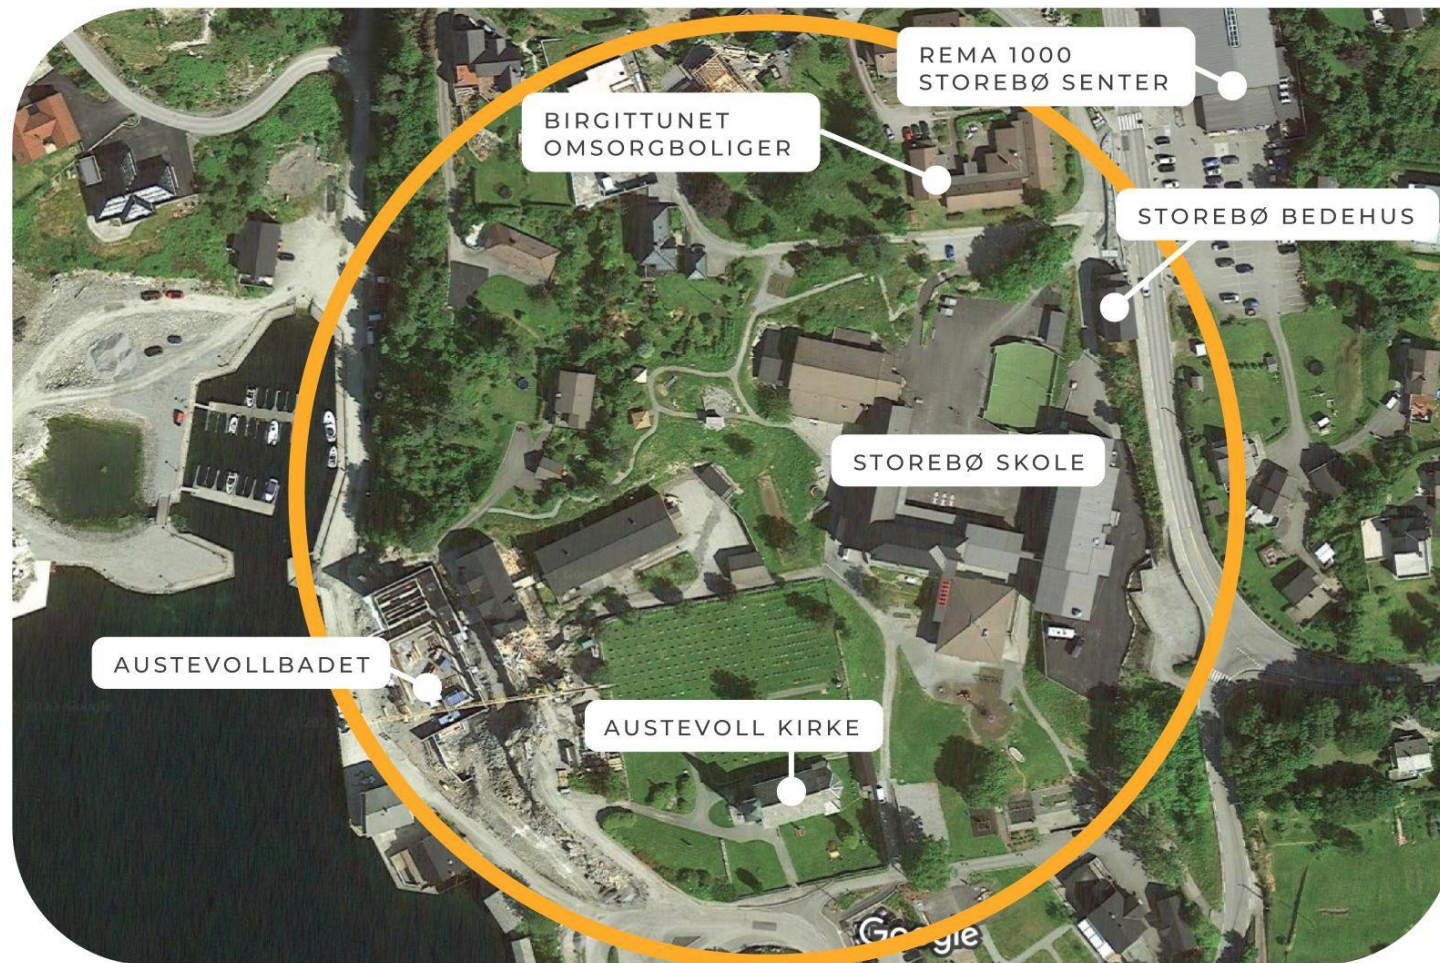 REMA 1000
STOREBØ SENTER
BIRGITTUNET
OMSORGBOLIGER
STOREBØ BEDEHUS
STOREBØ SKOLE
AUSTEVOLLBADET
AUSTEVOLL KIRKE
Google